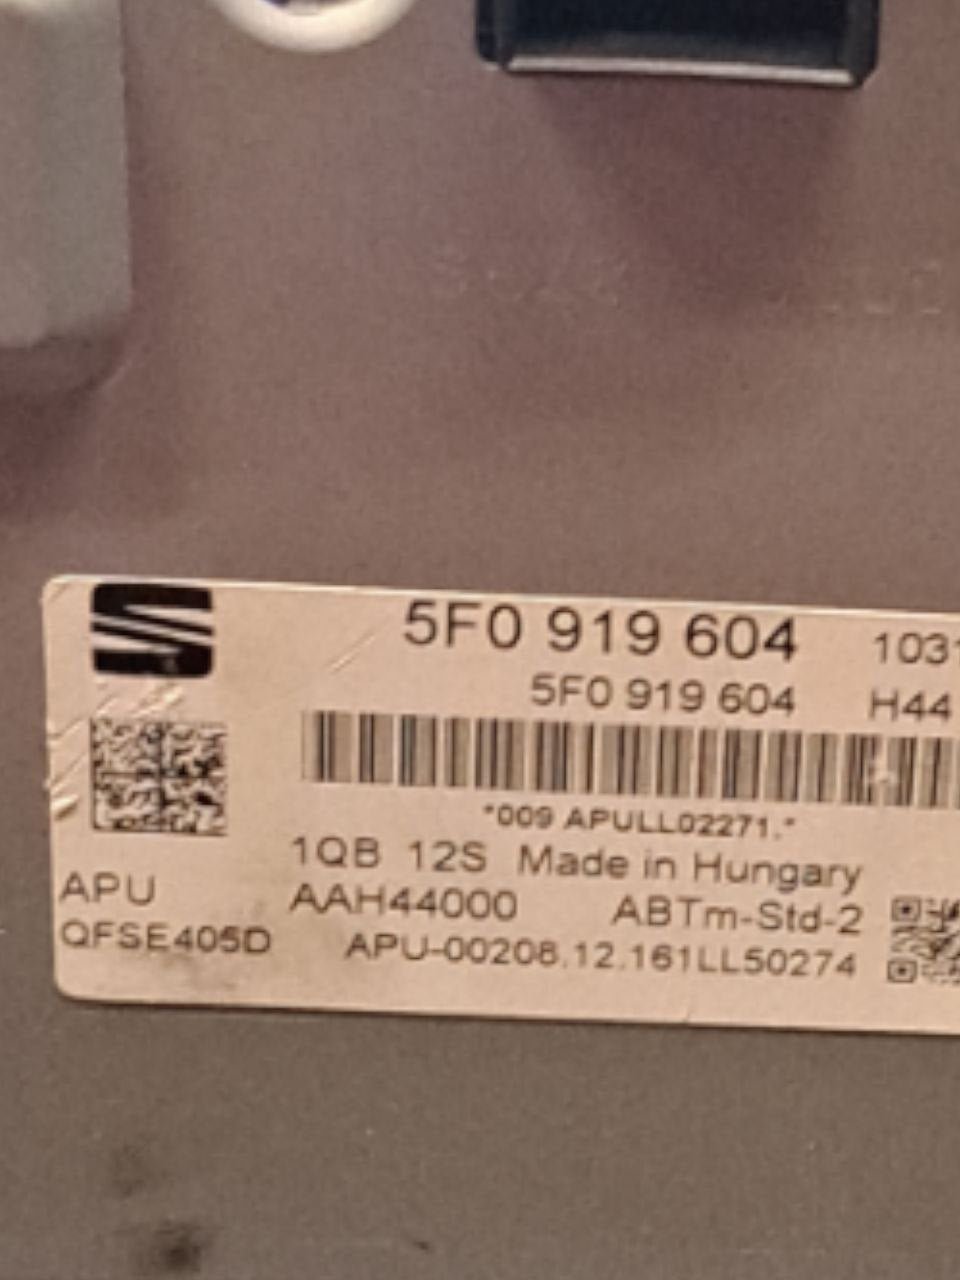 5F0 919 604 1031
5F0 919 604 H44
*009 APULL02271.*
1QB 12S Made in Hungary
APU AAH44000 ABTm-Std-2
QFSE405D APU-00208.12.161LL50274